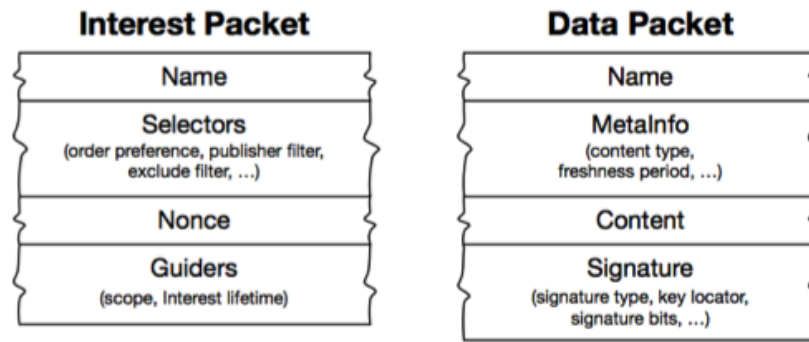 Interest Packet
Name
Selectors
(order preference, publisher filter,
exclude filter, ...)
Nonce
Guiders
(scope, Interest lifetime)
Data Packet
Name
MetaInfo
(content type,
freshness period, ...)
Content
Signature
(signature type, key locator,
signature bits, ...)